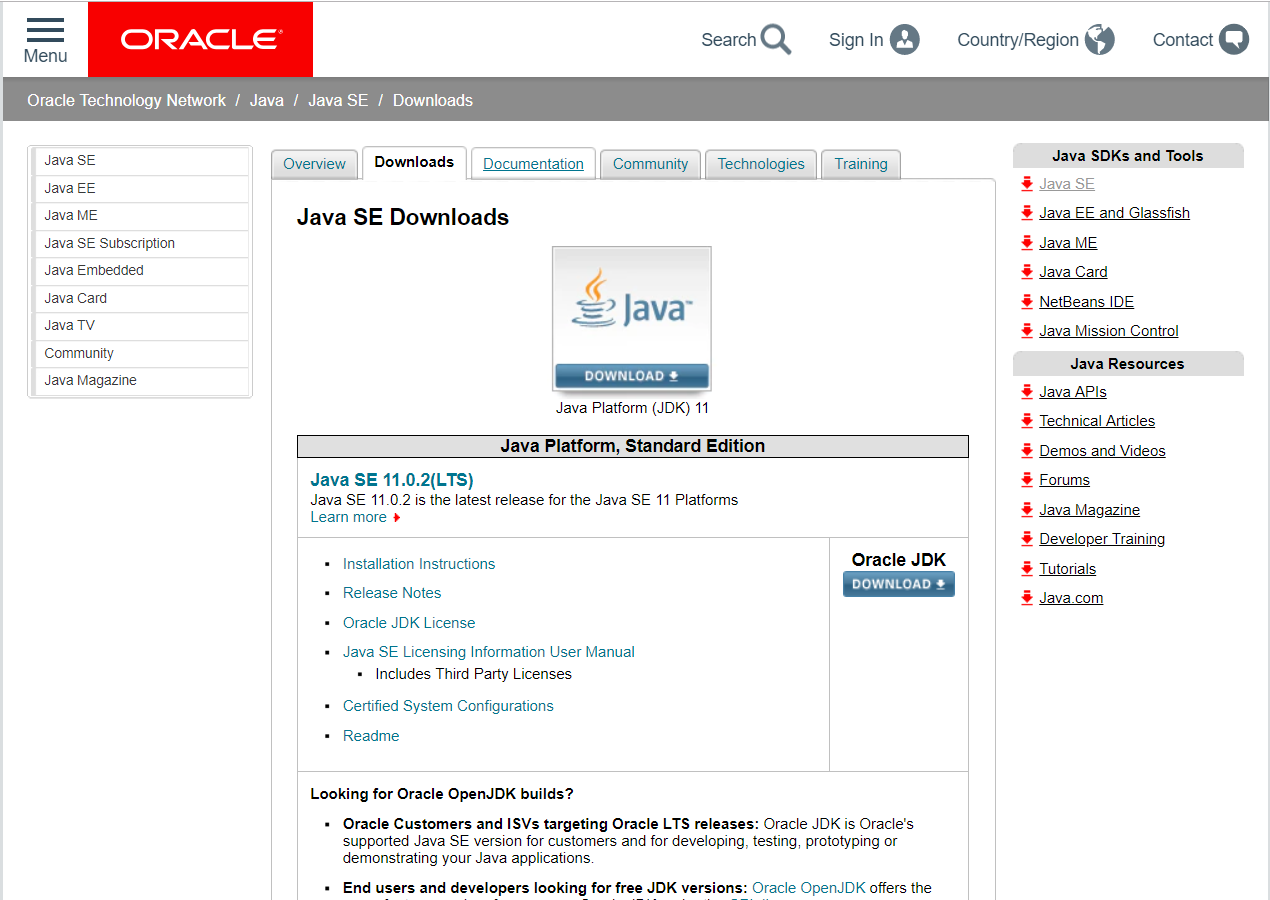 Menu
ORACLE®
Search
Sign In
Country/Region
Contact
Oracle Technology Network / Java / Java SE / Downloads
Java SE
Java EE
Java ME
Java SE Subscription
Java Embedded
Java Card
Java TV
Community
Java Magazine
Overview
Downloads
Documentation
Community
Technologies
Training
Java SE Downloads
Java™
DOWNLOAD
Java Platform (JDK) 11
Java Platform, Standard Edition
Java SE 11.0.2(LTS)
Java SE 11.0.2 is the latest release for the Java SE 11 Platforms
Learn more
Installation Instructions
Release Notes
Oracle JDK License
Java SE Licensing Information User Manual
Includes Third Party Licenses
Certified System Configurations
Readme
Oracle JDK
DOWNLOAD
Looking for Oracle OpenJDK builds?
Oracle Customers and ISVs targeting Oracle LTS releases: Oracle JDK is Oracle's
supported Java SE version for customers and for developing, testing, prototyping or
demonstrating your Java applications.
End users and developers looking for free JDK versions: Oracle OpenJDK offers the
Java SDKs and Tools
Java SE
Java EE and Glassfish
Java ME
Java Card
NetBeans IDE
Java Mission Control
Java Resources
Java APIs
Technical Articles
Demos and Videos
Forums
Java Magazine
Developer Training
Tutorials
Java.com